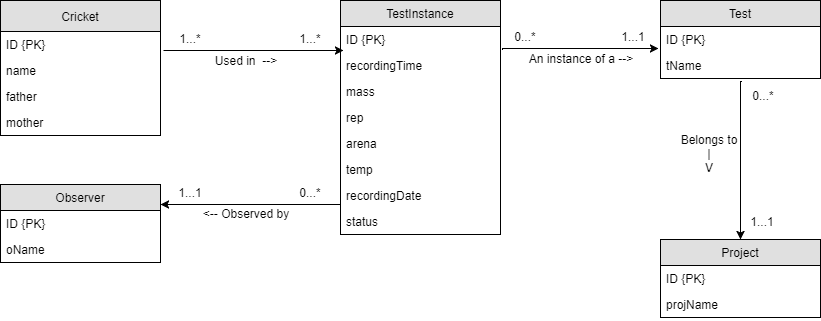 Cricket
ID {PK}
name
father
mother
1...*
1...*
Used in -->
TestInstance
ID {PK}
recordingTime
mass
rep
arena
temp
recordingDate
status
0...*
1...1
An instance of a -->
Test
ID {PK}
tName
0...*
Belongs to
|
V
1...1
Observer
ID {PK}
oName
1...1
0...*
<-- Observed by
Project
ID {PK}
projName